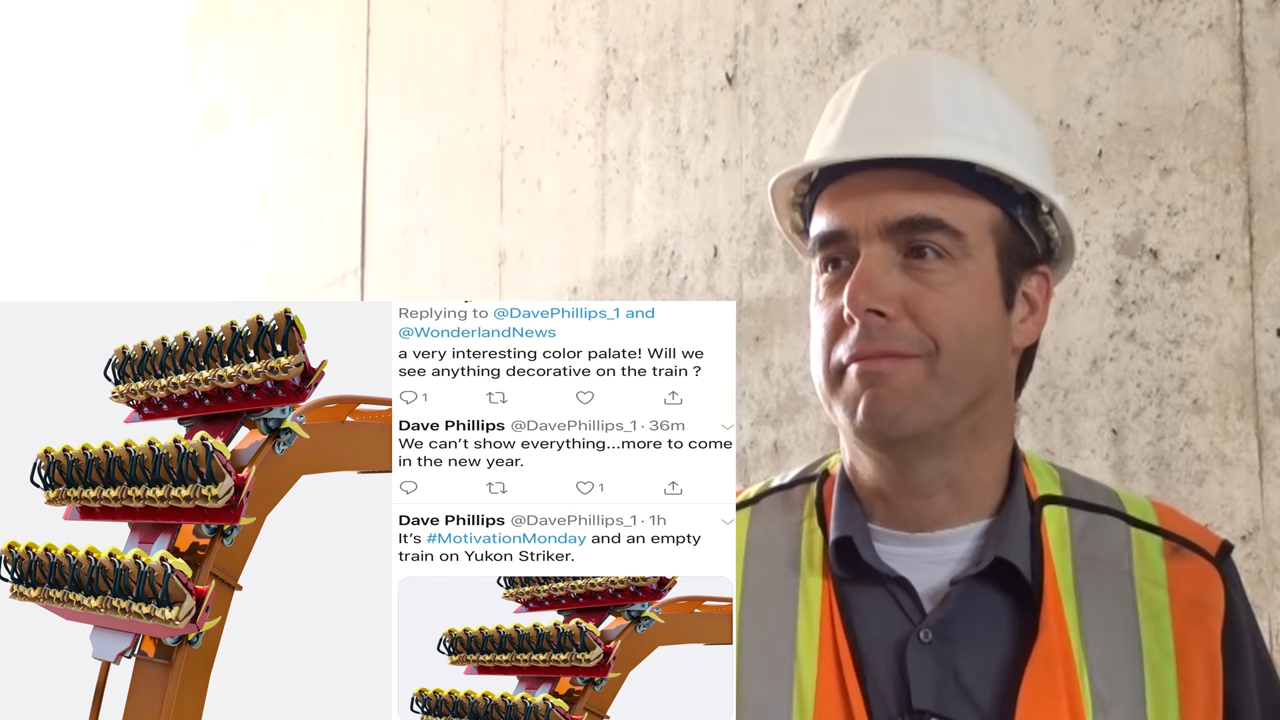 Replying to @DavePhillips_1 and
@WonderlandNews
a very interesting color palate! Will we
see anything decorative on the train ?
1
Dave Phillips @DavePhillips_1 · 36m
We can't show everything...more to come
in the new year.
1
Dave Phillips @DavePhillips_1 · 1h
It's #MotivationMonday and an empty
train on Yukon Striker.